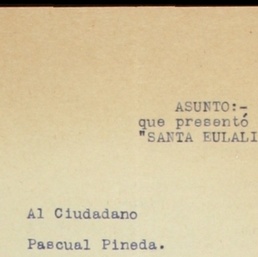 ASUNTO:-
que presentó
"SANTA EULALI
Al Ciudadano
Pascual Pineda.